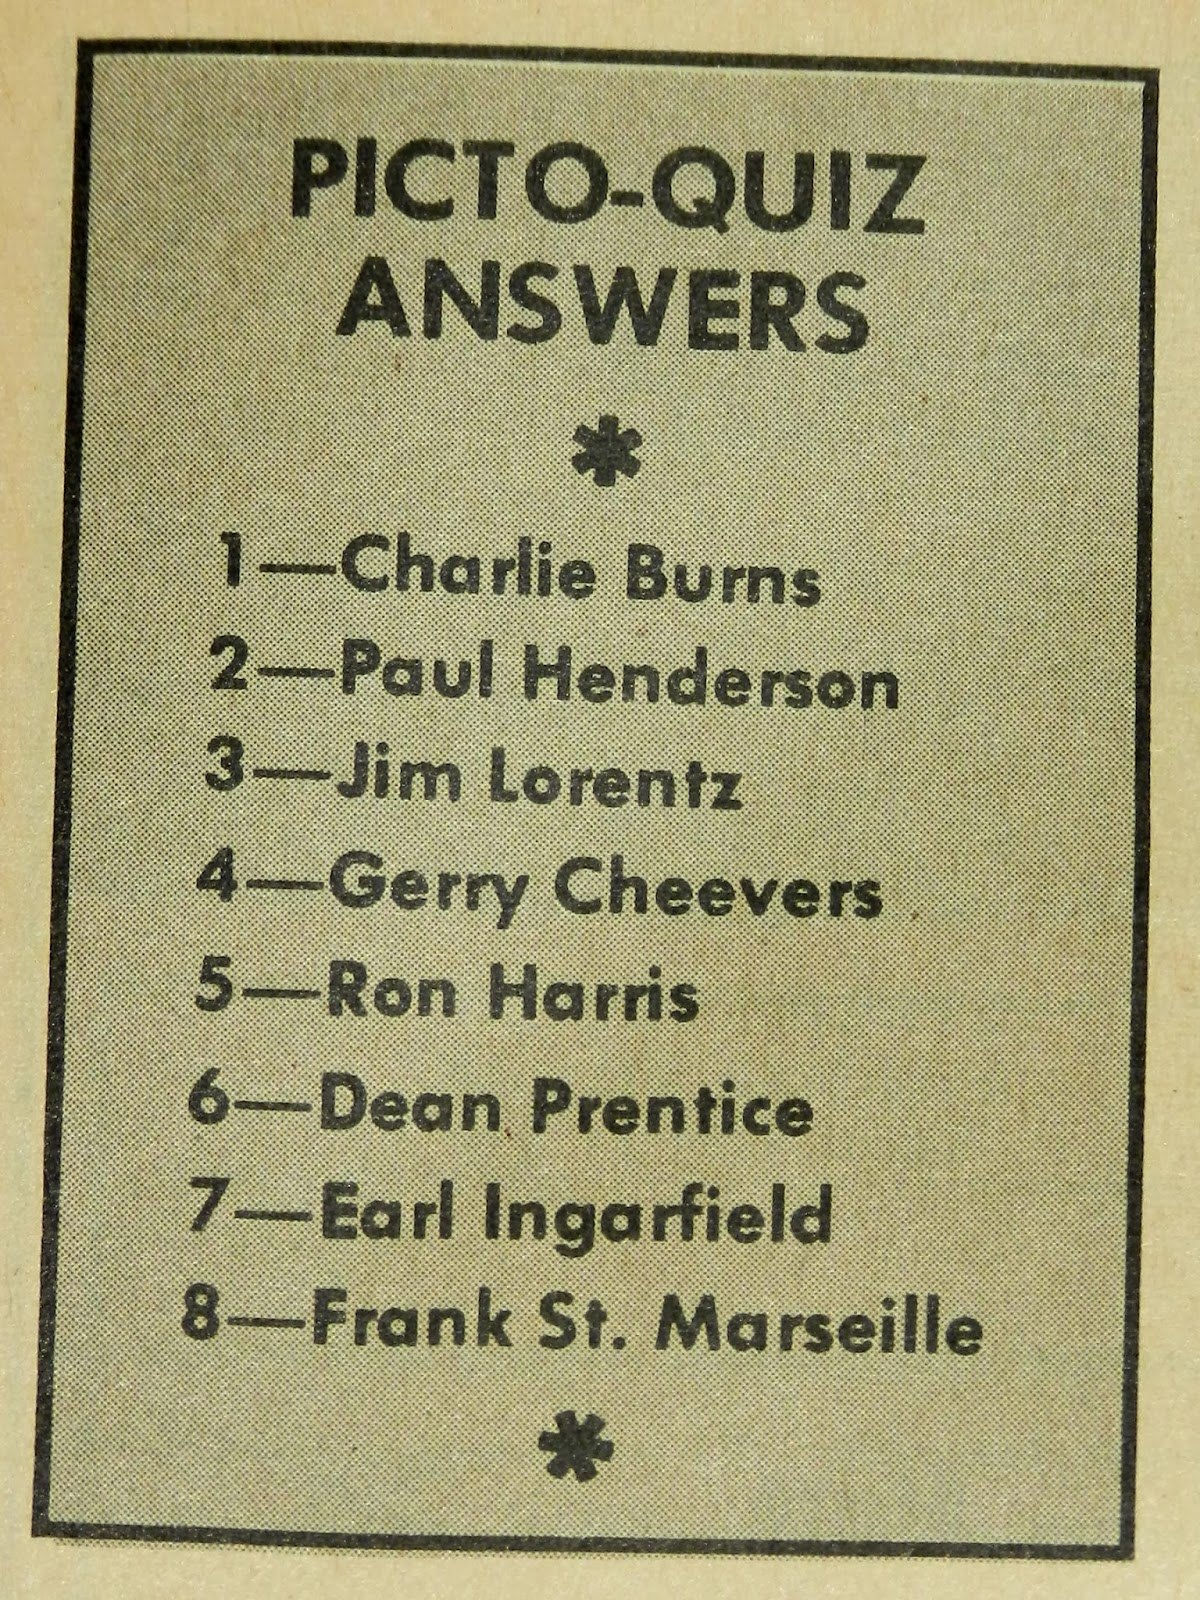 PICTO-QUIZ
ANSWERS
*
1—Charlie Burns
2—Paul Henderson
3—Jim Lorentz
4—Gerry Cheevers
5—Ron Harris
6—Dean Prentice
7—Earl Ingarfield
8—Frank St. Marseille
*